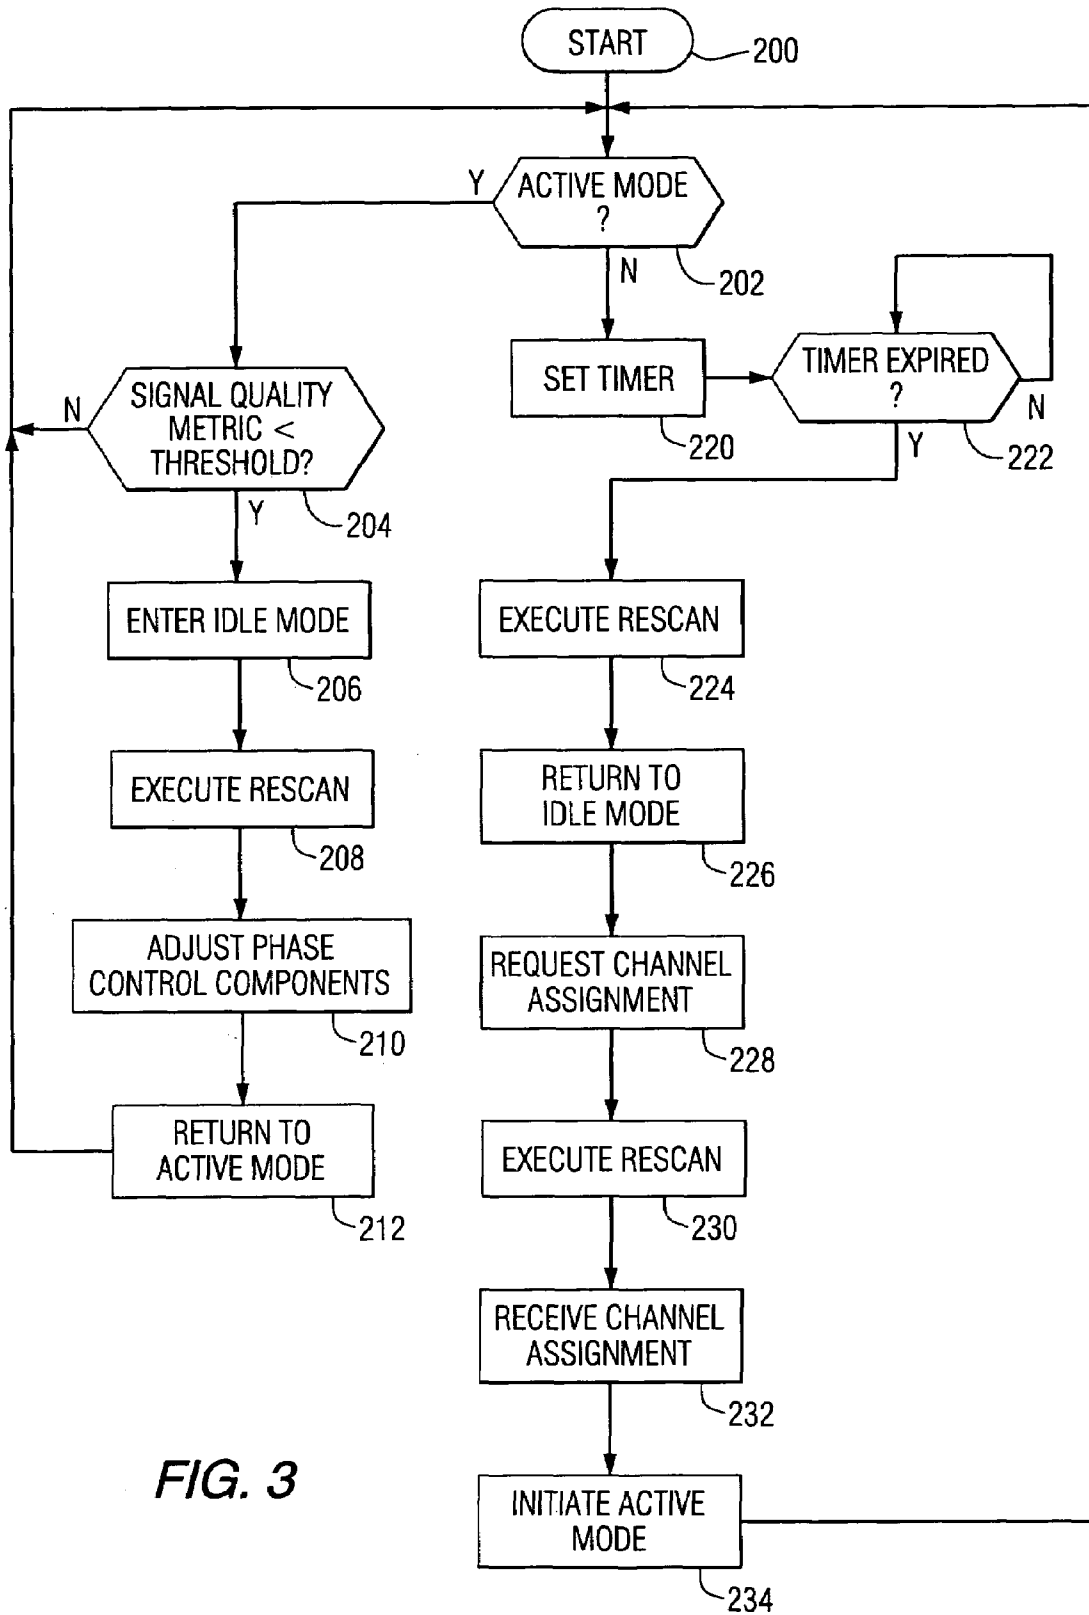 START
200
ACTIVE MODE
?
202
Y
N
SET TIMER
220
TIMER EXPIRED
?
222
N
Y
SIGNAL QUALITY
METRIC <
THRESHOLD?
204
N
Y
ENTER IDLE MODE
206
EXECUTE RESCAN
208
ADJUST PHASE
CONTROL COMPONENTS
210
RETURN TO
ACTIVE MODE
212
EXECUTE RESCAN
224
RETURN TO
IDLE MODE
226
REQUEST CHANNEL
ASSIGNMENT
228
EXECUTE RESCAN
230
RECEIVE CHANNEL
ASSIGNMENT
232
INITIATE ACTIVE
MODE
234
FIG. 3